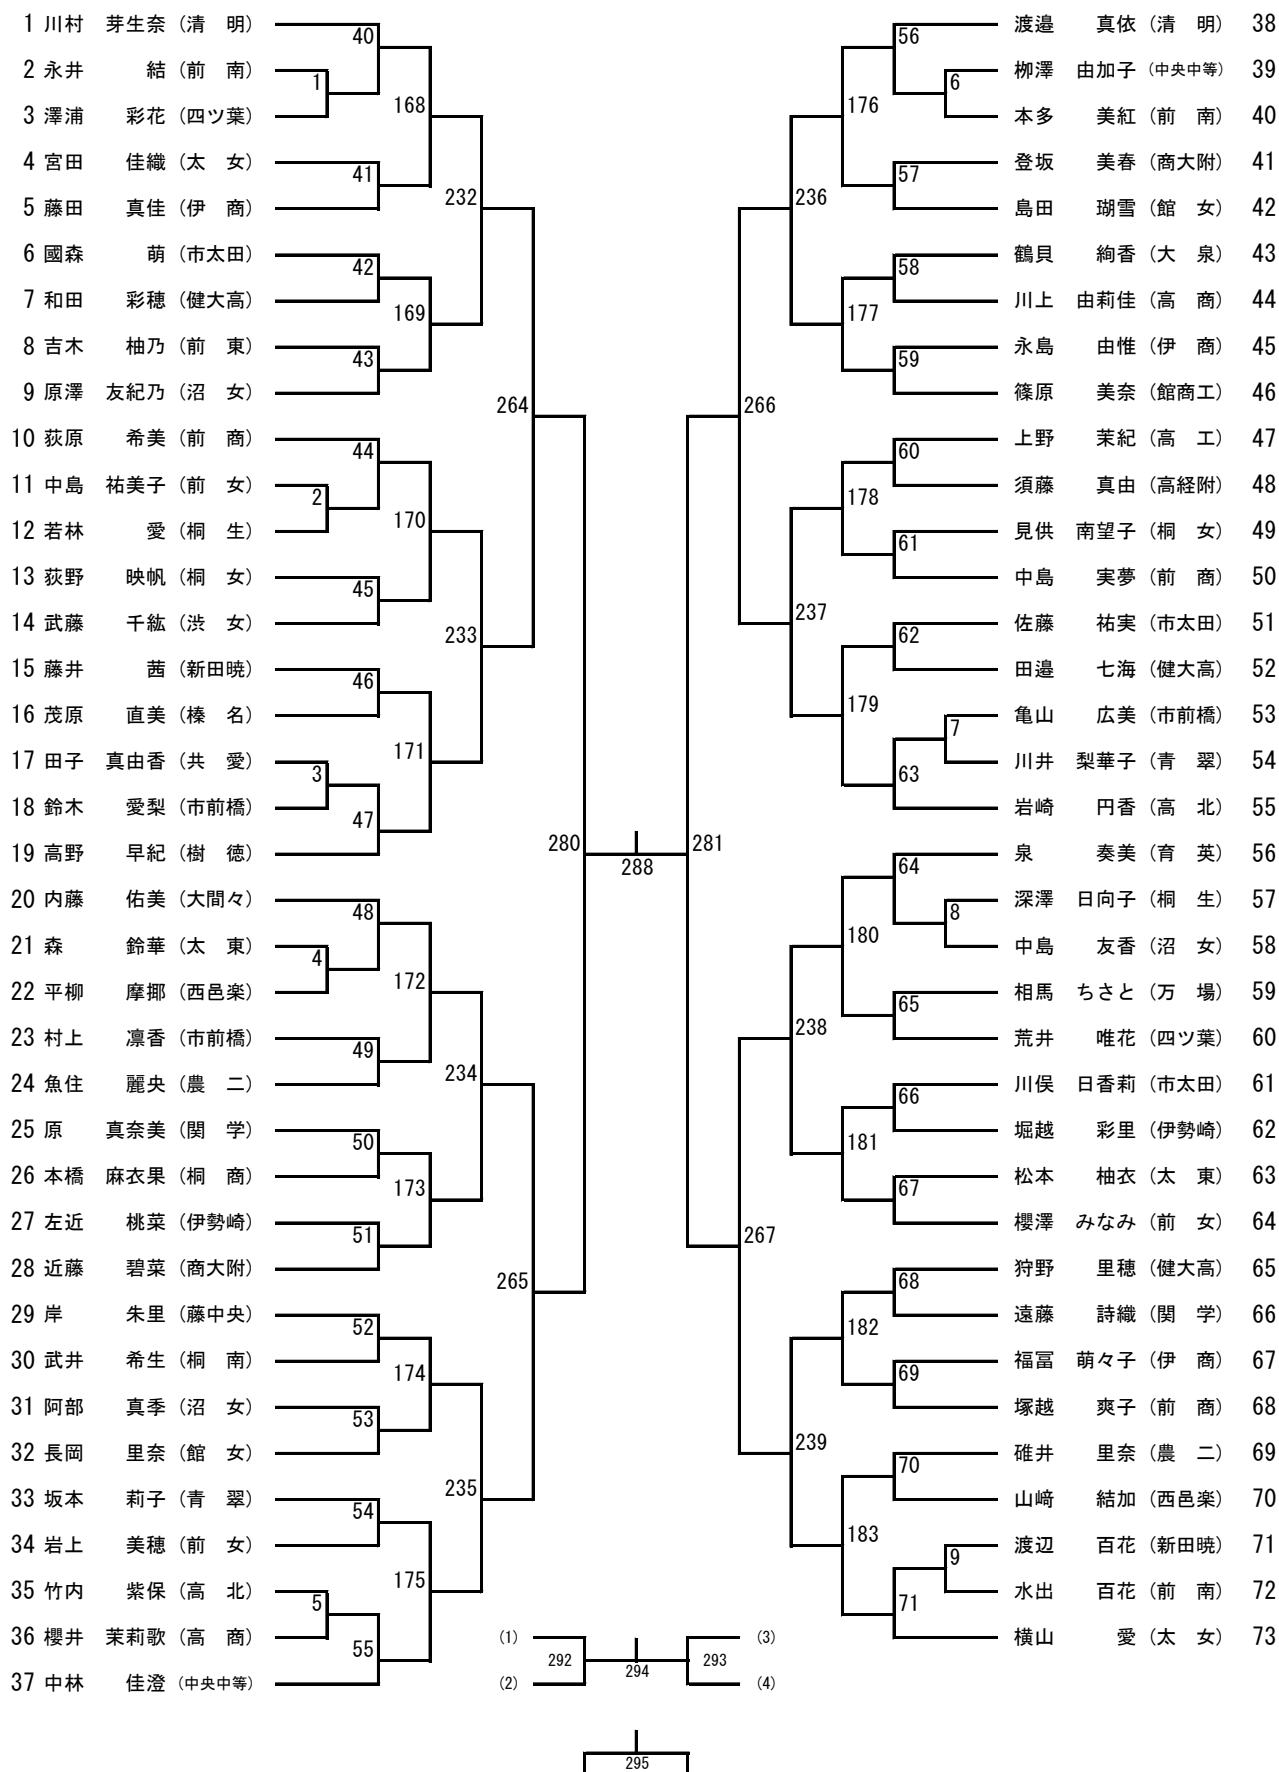 1 川村 芽生奈 (清 明)
2 永井 結 (前 南)
3 澤浦 彩花 (四ツ葉)
4 宮田 佳織 (太 女)
5 藤田 真佳 (伊 商)
6 國森 萌 (市太田)
7 和田 彩穂 (健大高)
8 吉木 柚乃 (前 東)
9 原澤 友紀乃 (沼 女)
10 荻原 希美 (前 商)
11 中島 祐美子 (前 女)
12 若林 愛 (桐 生)
13 荻野 映帆 (桐 女)
14 武藤 千紘 (渋 女)
15 藤井 茜 (新田暁)
16 茂原 直美 (榛 名)
17 田子 真由香 (共 愛)
18 鈴木 愛梨 (市前橋)
19 高野 早紀 (樹 徳)
20 内藤 佑美 (大間々)
21 森 鈴華 (太 東)
22 平柳 摩揶 (西邑楽)
23 村上 凛香 (市前橋)
24 魚住 麗央 (農 二)
25 原 真奈美 (関 学)
26 本橋 麻衣果 (桐 商)
27 左近 桃菜 (伊勢崎)
28 近藤 碧菜 (商大附)
29 岸 朱里 (藤中央)
30 武井 希生 (桐 南)
31 阿部 真季 (沼 女)
32 長岡 里奈 (館 女)
33 坂本 莉子 (青 翠)
34 岩上 美穂 (前 女)
35 竹内 紫保 (高 北)
36 櫻井 茉莉歌 (高 商)
37 中林 佳澄 (中央中等)
40
1
41
42
43
44
2
45
46
3
47
48
4
49
50
51
52
53
54
5
55
168
169
170
171
172
173
174
175
232
233
234
235
264
265
280
288
281
266
267
236
237
238
239
176
177
178
179
180
181
182
183
56
6
57
58
59
60
61
62
7
63
64
8
65
66
67
68
69
70
9
71
渡邉 真依 (清 明) 38
栁澤 由加子 (中央中等) 39
本多 美紅 (前 南) 40
登坂 美春 (商大附) 41
島田 瑚雪 (館 女) 42
鶴貝 絢香 (大 泉) 43
川上 由莉佳 (高 商) 44
永島 由惟 (伊 商) 45
篠原 美奈 (館商工) 46
上野 茉紀 (高 工) 47
須藤 真由 (高経附) 48
見供 南望子 (桐 女) 49
中島 実夢 (前 商) 50
佐藤 祐実 (市太田) 51
田邉 七海 (健大高) 52
亀山 広美 (市前橋) 53
川井 梨華子 (青 翠) 54
岩崎 円香 (高 北) 55
泉 奏美 (育 英) 56
深澤 日向子 (桐 生) 57
中島 友香 (沼 女) 58
相馬 ちさと (万 場) 59
荒井 唯花 (四ツ葉) 60
川俣 日香莉 (市太田) 61
堀越 彩里 (伊勢崎) 62
松本 柚衣 (太 東) 63
櫻澤 みなみ (前 女) 64
狩野 里穂 (健大高) 65
遠藤 詩織 (関 学) 66
福冨 萌々子 (伊 商) 67
塚越 爽子 (前 商) 68
碓井 里奈 (農 二) 69
山﨑 結加 (西邑楽) 70
渡辺 百花 (新田暁) 71
水出 百花 (前 南) 72
横山 愛 (太 女) 73
(1)
(2)
292
294
293
(3)
(4)
295